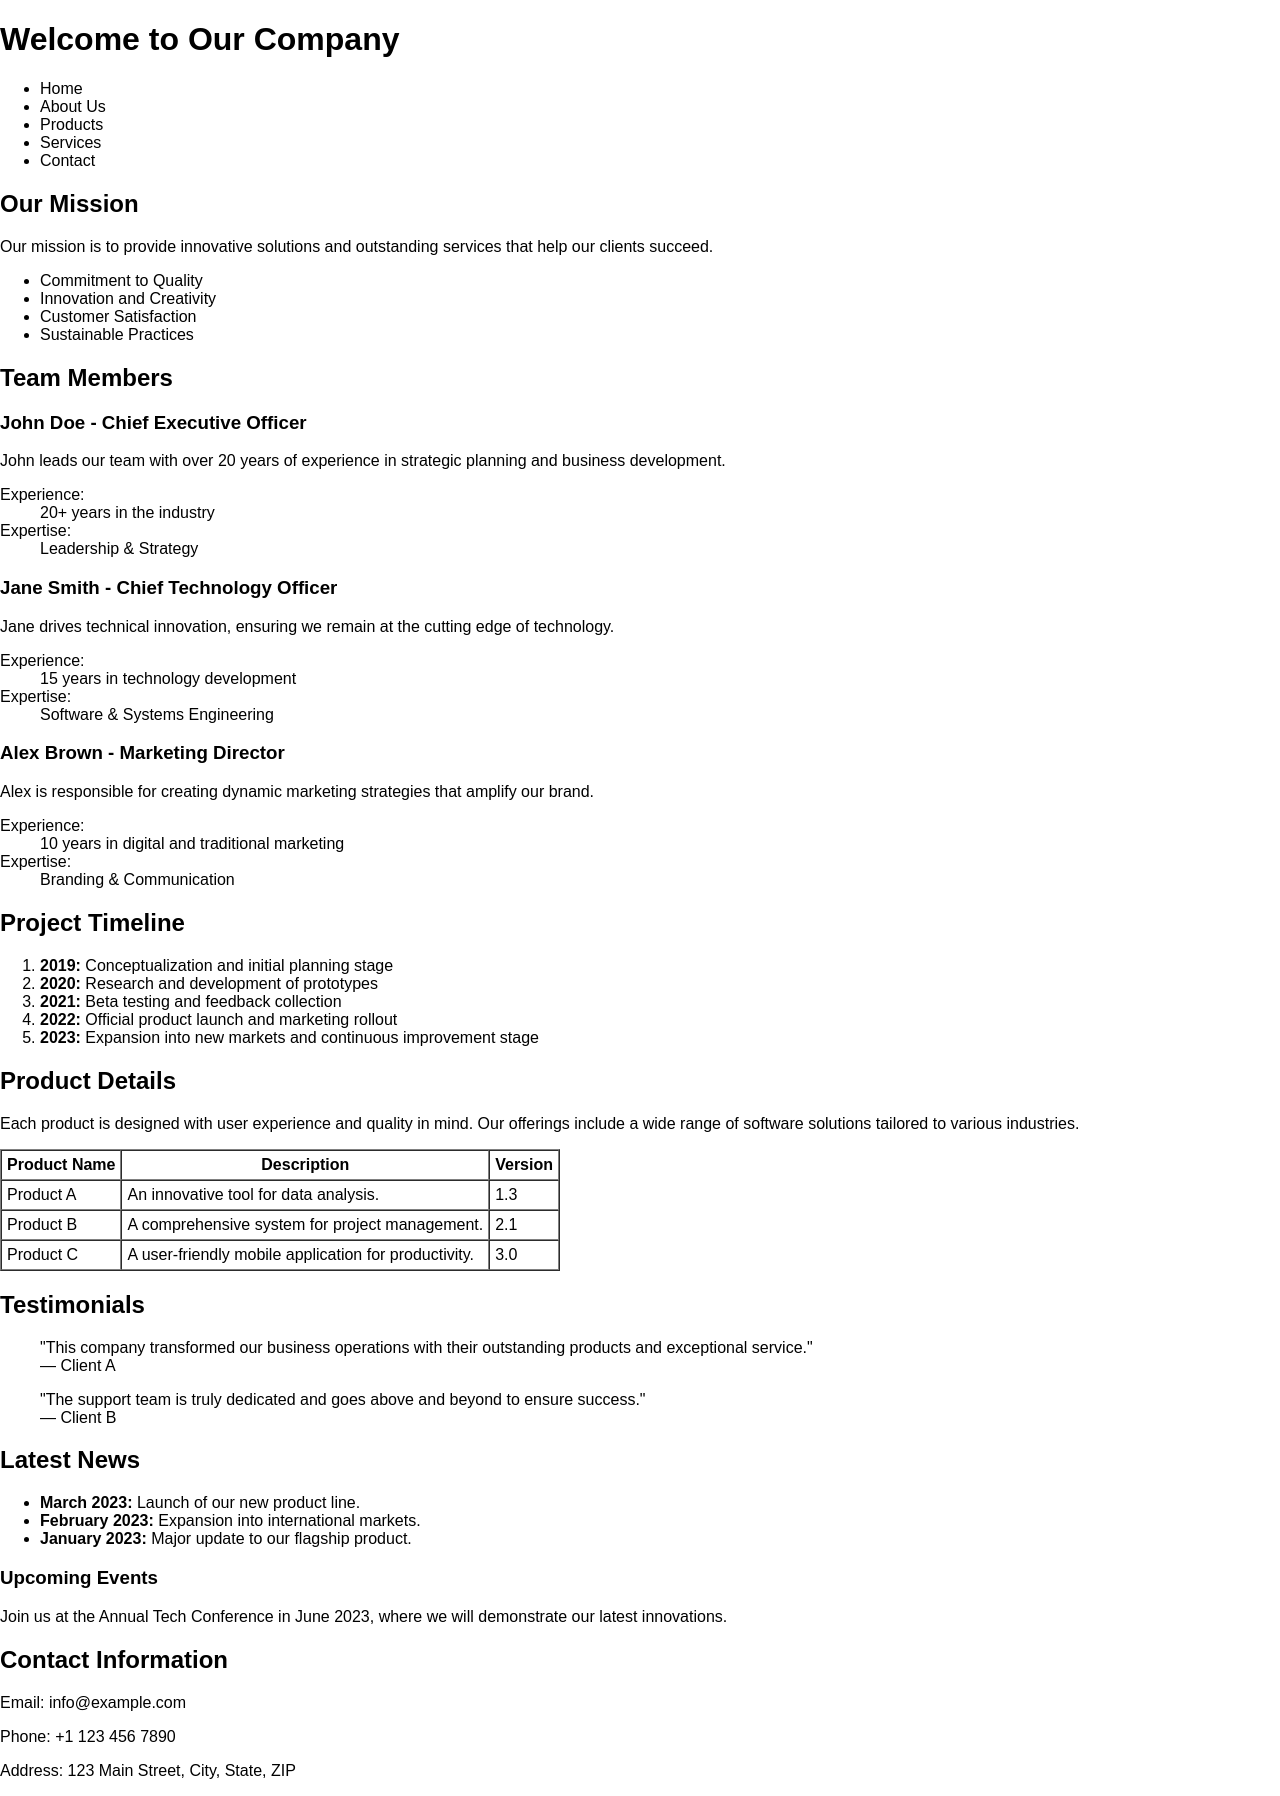 Welcome to Our Company
Home
About Us
Products
Services
Contact
Our Mission
Our mission is to provide innovative solutions and outstanding services that help our clients succeed.
Commitment to Quality
Innovation and Creativity
Customer Satisfaction
Sustainable Practices
Team Members
John Doe - Chief Executive Officer
John leads our team with over 20 years of experience in strategic planning and business development.
Experience:
20+ years in the industry
Expertise:
Leadership & Strategy
Jane Smith - Chief Technology Officer
Jane drives technical innovation, ensuring we remain at the cutting edge of technology.
Experience:
15 years in technology development
Expertise:
Software & Systems Engineering
Alex Brown - Marketing Director
Alex is responsible for creating dynamic marketing strategies that amplify our brand.
Experience:
10 years in digital and traditional marketing
Expertise:
Branding & Communication
Project Timeline
1. 2019: Conceptualization and initial planning stage
2. 2020: Research and development of prototypes
3. 2021: Beta testing and feedback collection
4. 2022: Official product launch and marketing rollout
5. 2023: Expansion into new markets and continuous improvement stage
Product Details
Each product is designed with user experience and quality in mind. Our offerings include a wide range of software solutions tailored to various industries.
Product Name Description Version
Product A An innovative tool for data analysis. 1.3
Product B A comprehensive system for project management. 2.1
Product C A user-friendly mobile application for productivity. 3.0
Testimonials
"This company transformed our business operations with their outstanding products and exceptional service."
— Client A
"The support team is truly dedicated and goes above and beyond to ensure success."
— Client B
Latest News
March 2023: Launch of our new product line.
February 2023: Expansion into international markets.
January 2023: Major update to our flagship product.
Upcoming Events
Join us at the Annual Tech Conference in June 2023, where we will demonstrate our latest innovations.
Contact Information
Email: info@example.com
Phone: +1 123 456 7890
Address: 123 Main Street, City, State, ZIP